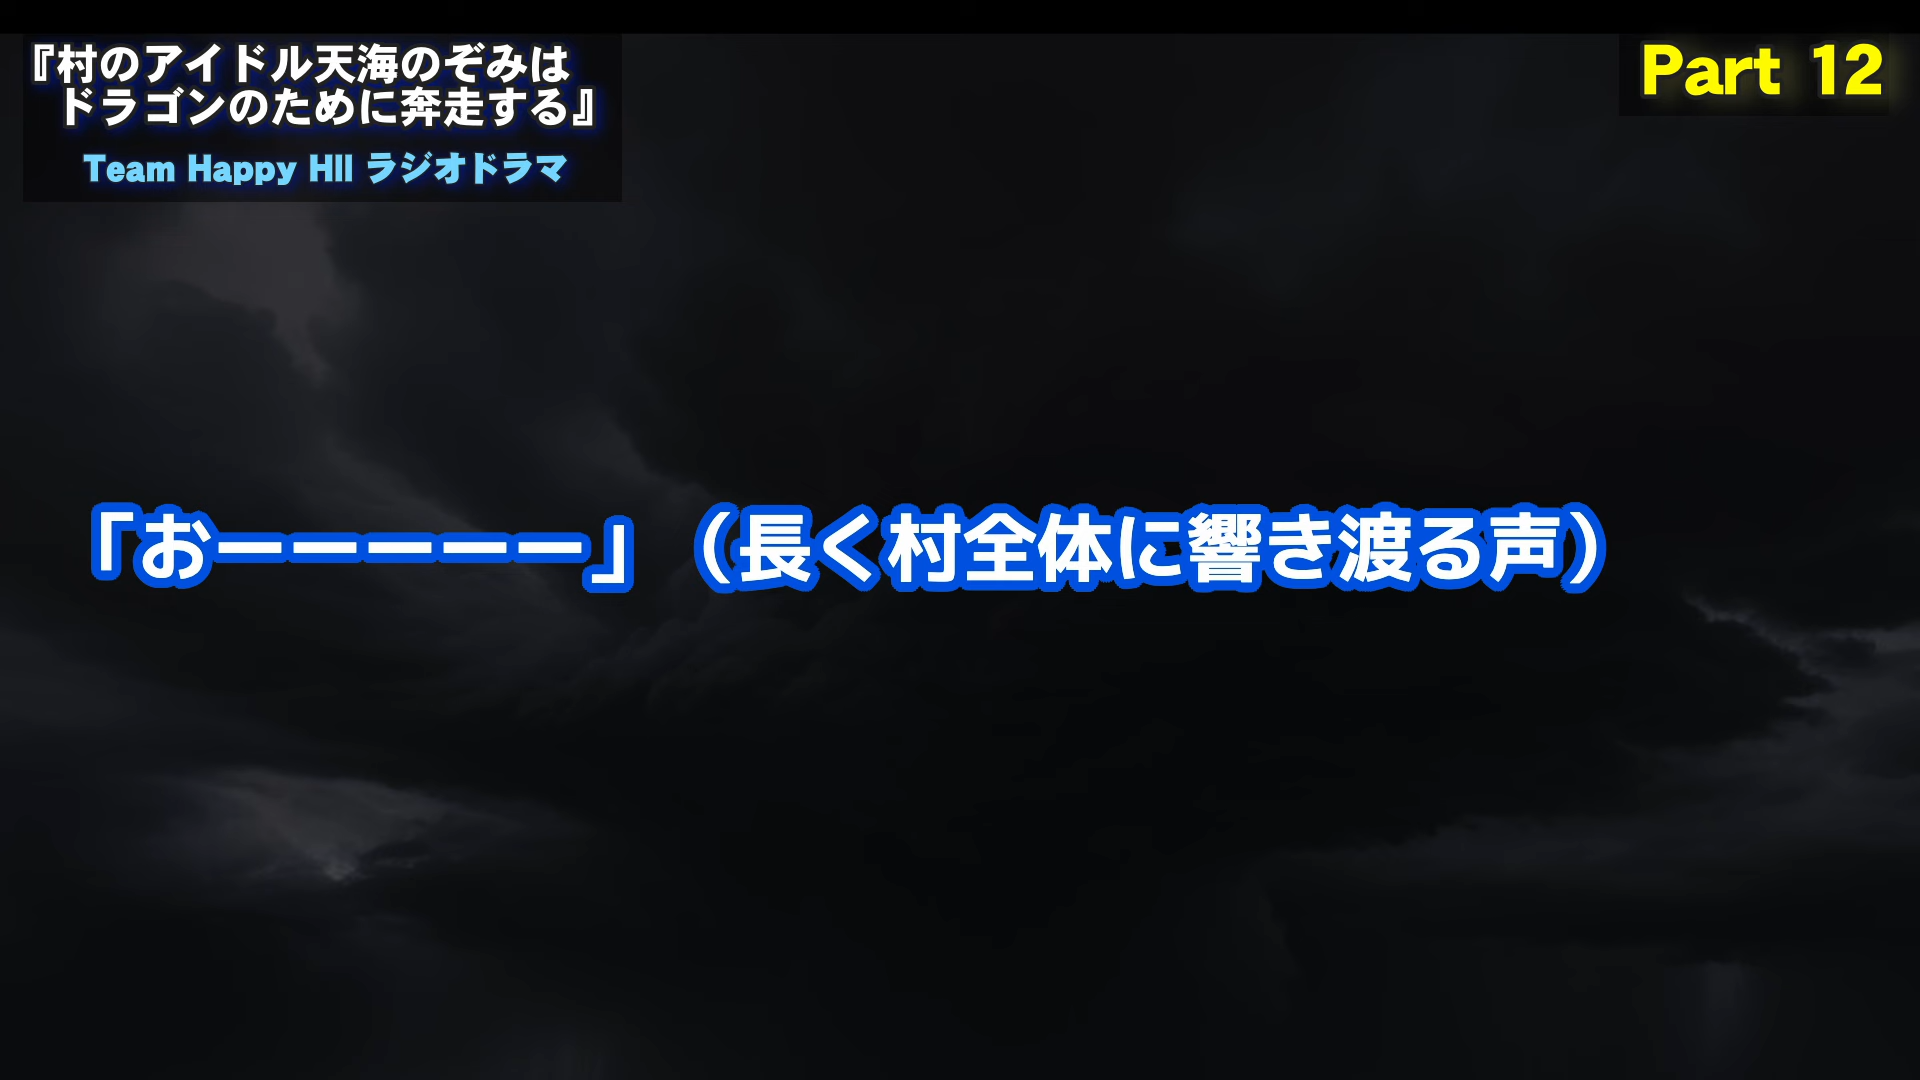 『村のアイドル天海のぞみは
ドラゴンのために奔走する』
Team Happy HIl ラジオドラマ
Part 12
「おーーーーー」（長く村全体に響き渡る声）